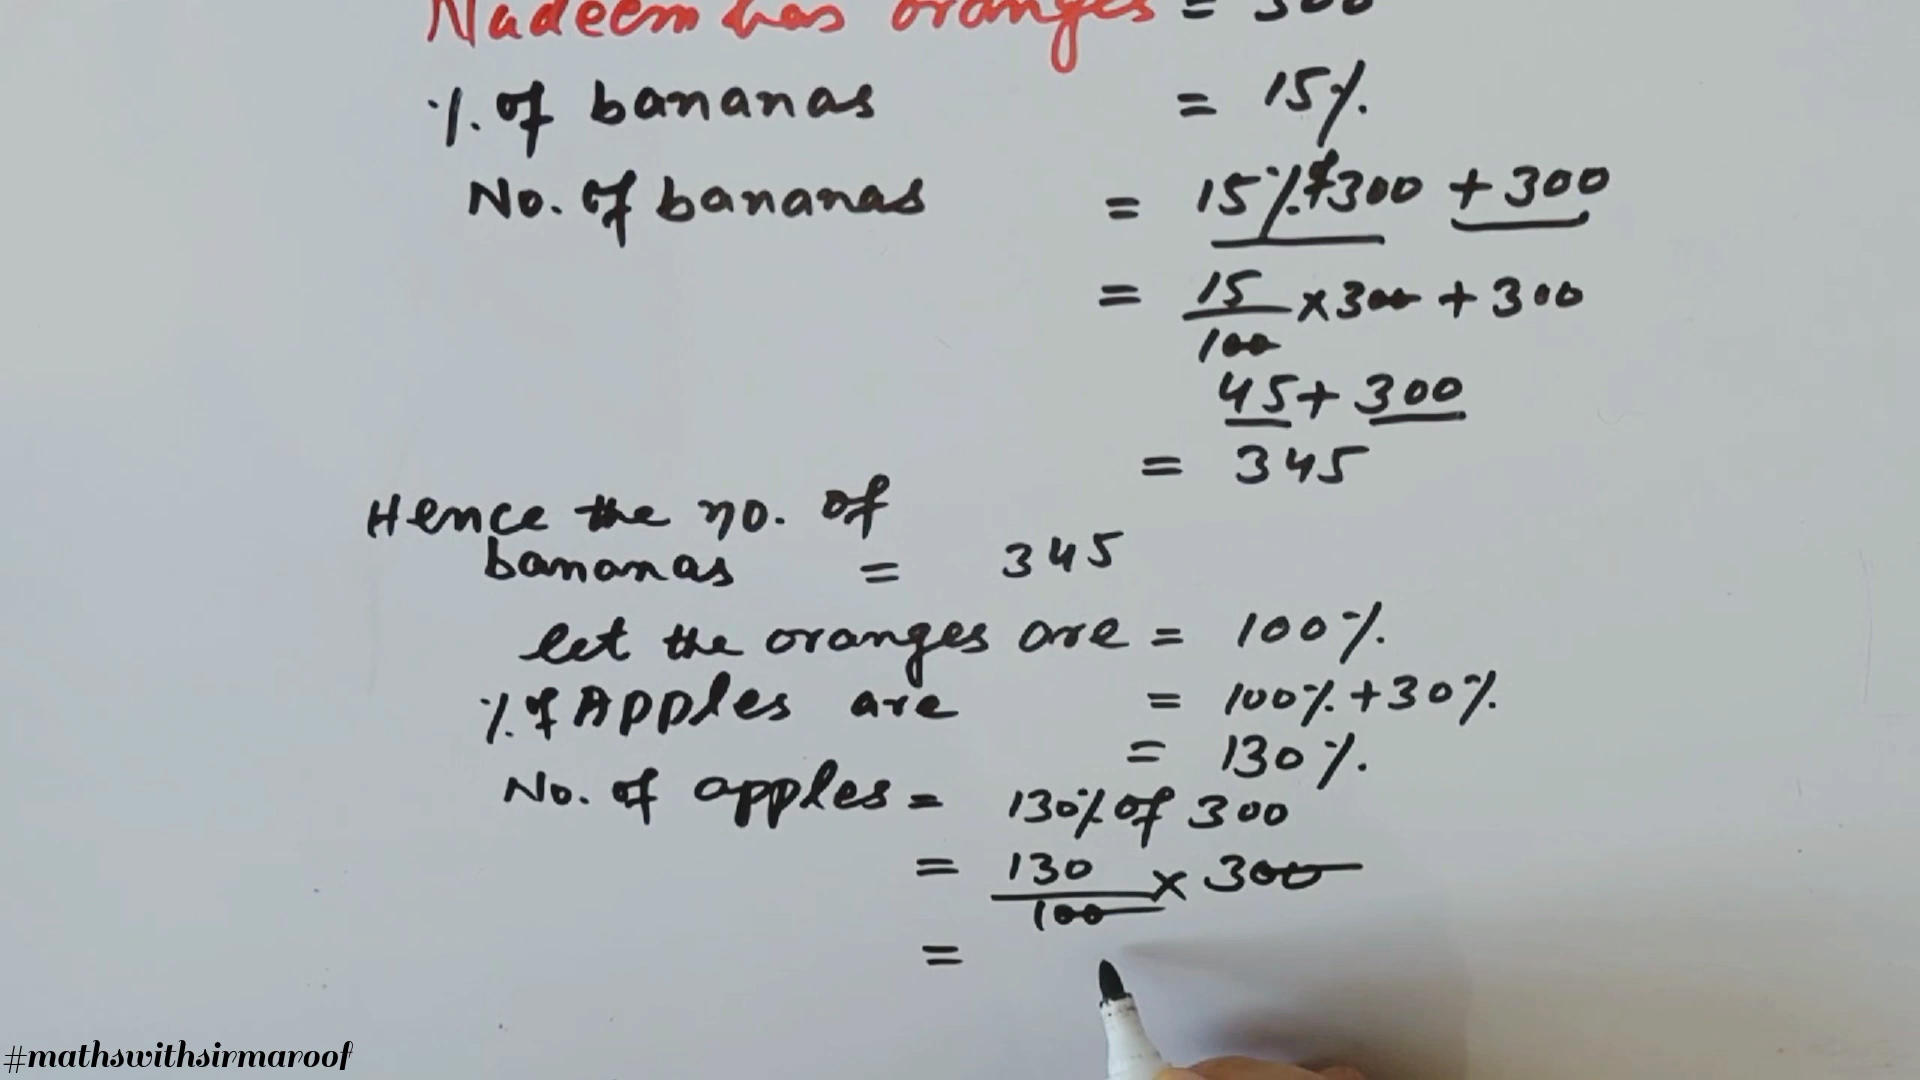 Nadeem has oranges = 300
% of bananas = 15%
No. of bananas = 15% of 300 + 300
= 15/100 × 300 + 300
45 + 300
= 345
Hence the no. of
bananas = 345
let the oranges are = 100%
% of Apples are = 100% + 30%
= 130%
No. of apples = 130% of 300
= 130/100 × 300
=
#mathswithsirmaroof